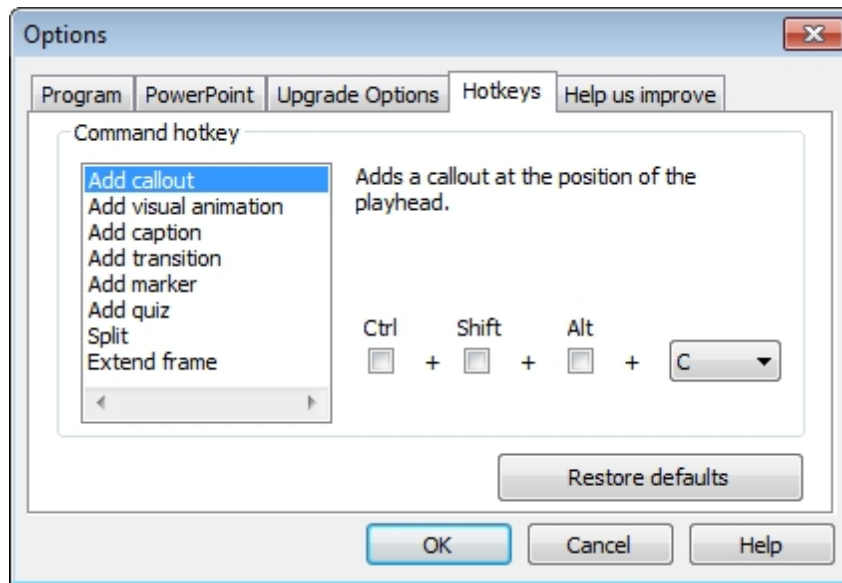 Options
Program PowerPoint Upgrade Options Hotkeys Help us improve
Command hotkey
Add callout
Add visual animation
Add caption
Add transition
Add marker
Add quiz
Split
Extend frame
Adds a callout at the position of the
playhead.
Ctrl Shift Alt
+ + + C
Restore defaults
OK Cancel Help